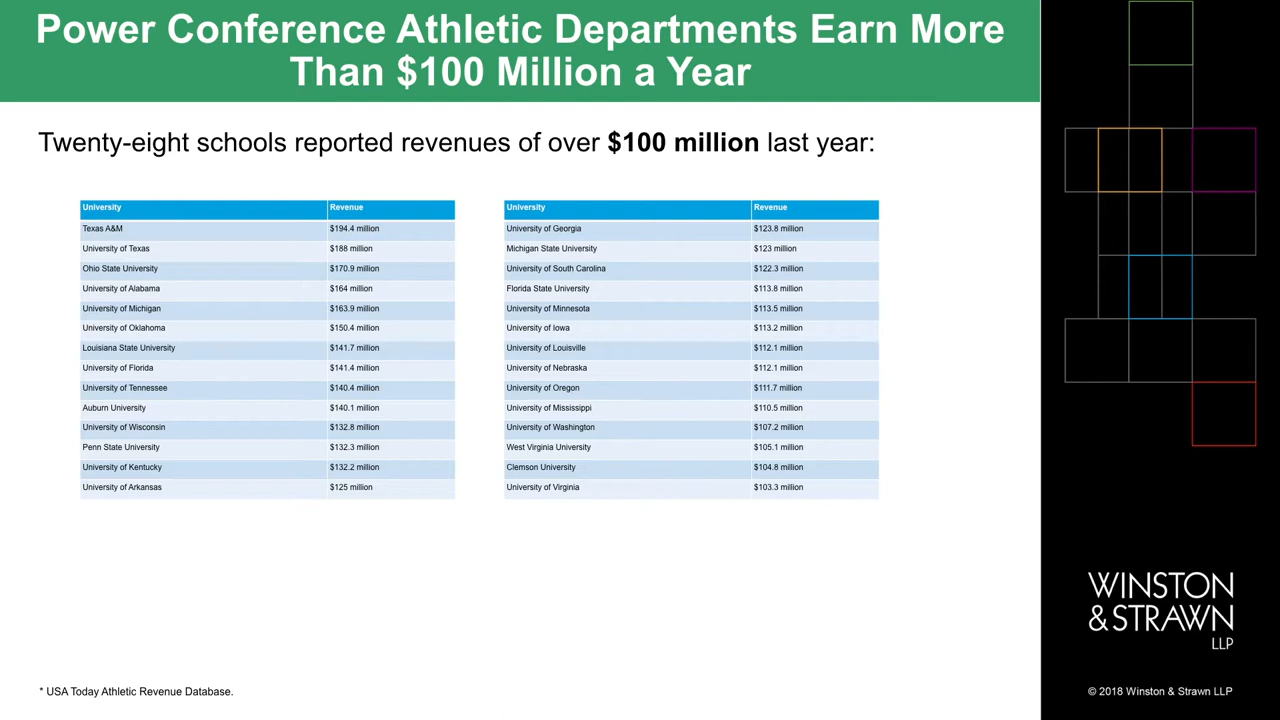 Power Conference Athletic Departments Earn More
Than $100 Million a Year
Twenty-eight schools reported revenues of over $100 million last year:
University Revenue
Texas A&M $194.4 million
University of Texas $188 million
Ohio State University $170.9 million
University of Alabama $164 million
University of Michigan $163.9 million
University of Oklahoma $150.4 million
Louisiana State University $141.7 million
University of Florida $141.4 million
University of Tennessee $140.4 million
Auburn University $140.1 million
University of Wisconsin $132.8 million
Penn State University $132.3 million
University of Kentucky $132.2 million
University of Arkansas $125 million
University Revenue
University of Georgia $123.8 million
Michigan State University $123 million
University of South Carolina $122.3 million
Florida State University $113.8 million
University of Minnesota $113.5 million
University of Iowa $113.2 million
University of Louisville $112.1 million
University of Nebraska $112.1 million
University of Oregon $111.7 million
University of Mississippi $110.5 million
University of Washington $107.2 million
West Virginia University $105.1 million
Clemson University $104.8 million
University of Virginia $103.3 million
* USA Today Athletic Revenue Database.
WINSTON
& STRAWN
LLP
© 2018 Winston & Strawn LLP